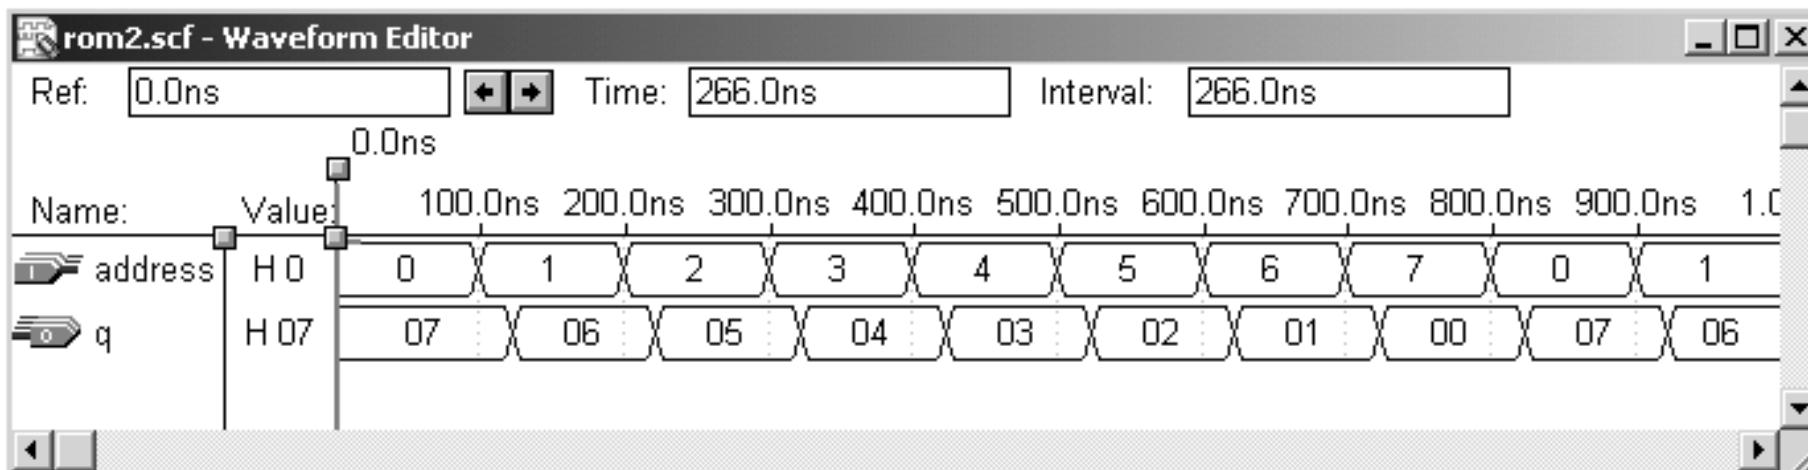 rom2.scf - Waveform Editor
Ref: 0.0ns Time: 266.0ns Interval: 266.0ns
0.0ns
Name: Value: 100.0ns 200.0ns 300.0ns 400.0ns 500.0ns 600.0ns 700.0ns 800.0ns 900.0ns 1.0
I address H 0 0 1 2 3 4 5 6 7 0 1
O q H 07 07 06 05 04 03 02 01 00 07 06